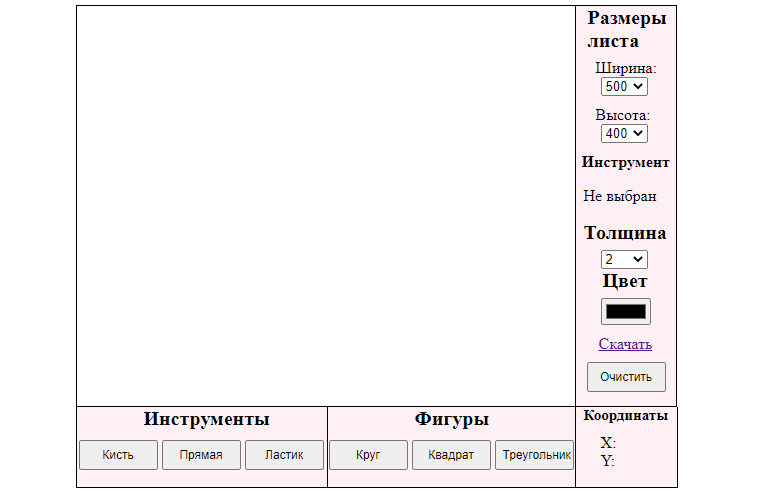 Размеры
листа
Ширина:
500
Высота:
400
Инструмент
Не выбран
Толщина
2
Цвет
Скачать
Очистить
Инструменты
Кисть
Прямая
Ластик
Фигуры
Круг
Квадрат
Треугольник
Координаты
X:
Y: